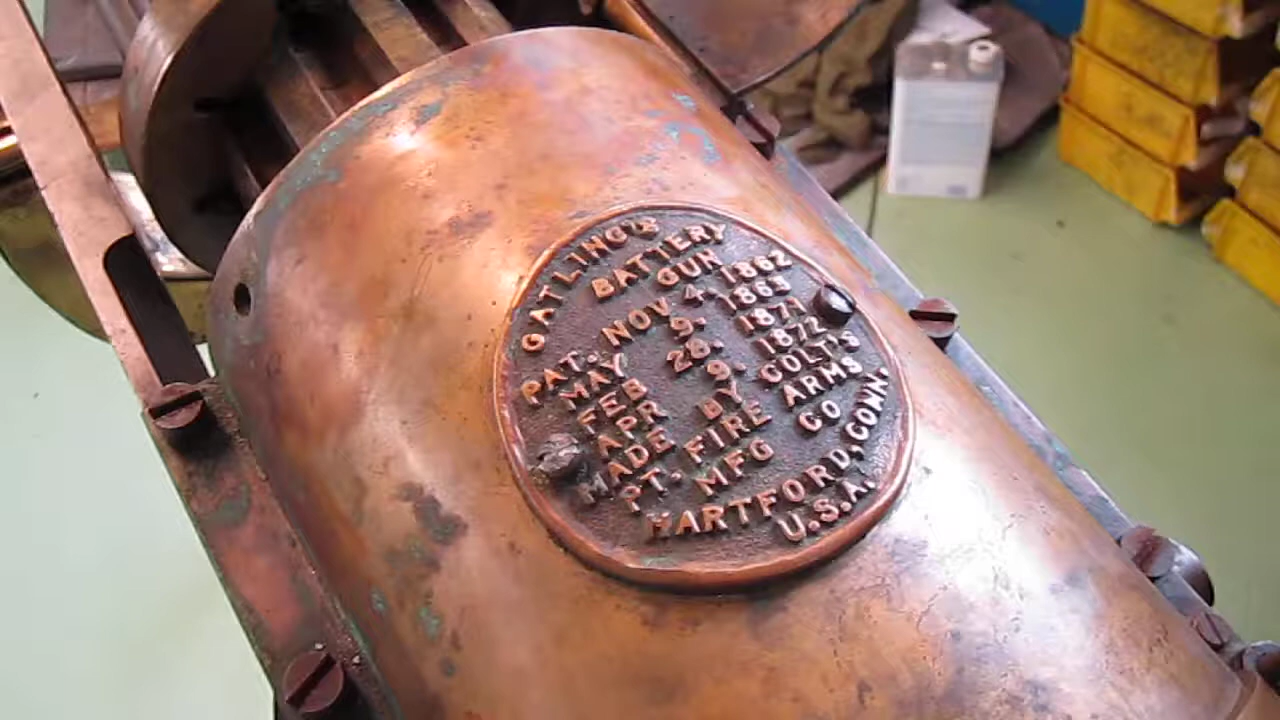 GATLING'S
BATTERY
GUN
PAT. NOV. 4. 1862
MAY 9. 1865
FEB 28. 1871
APR 9. 1872
MADE BY COLT'S
PT. FIRE ARMS
MFG CO
HARTFORD, CONN
U.S.A.